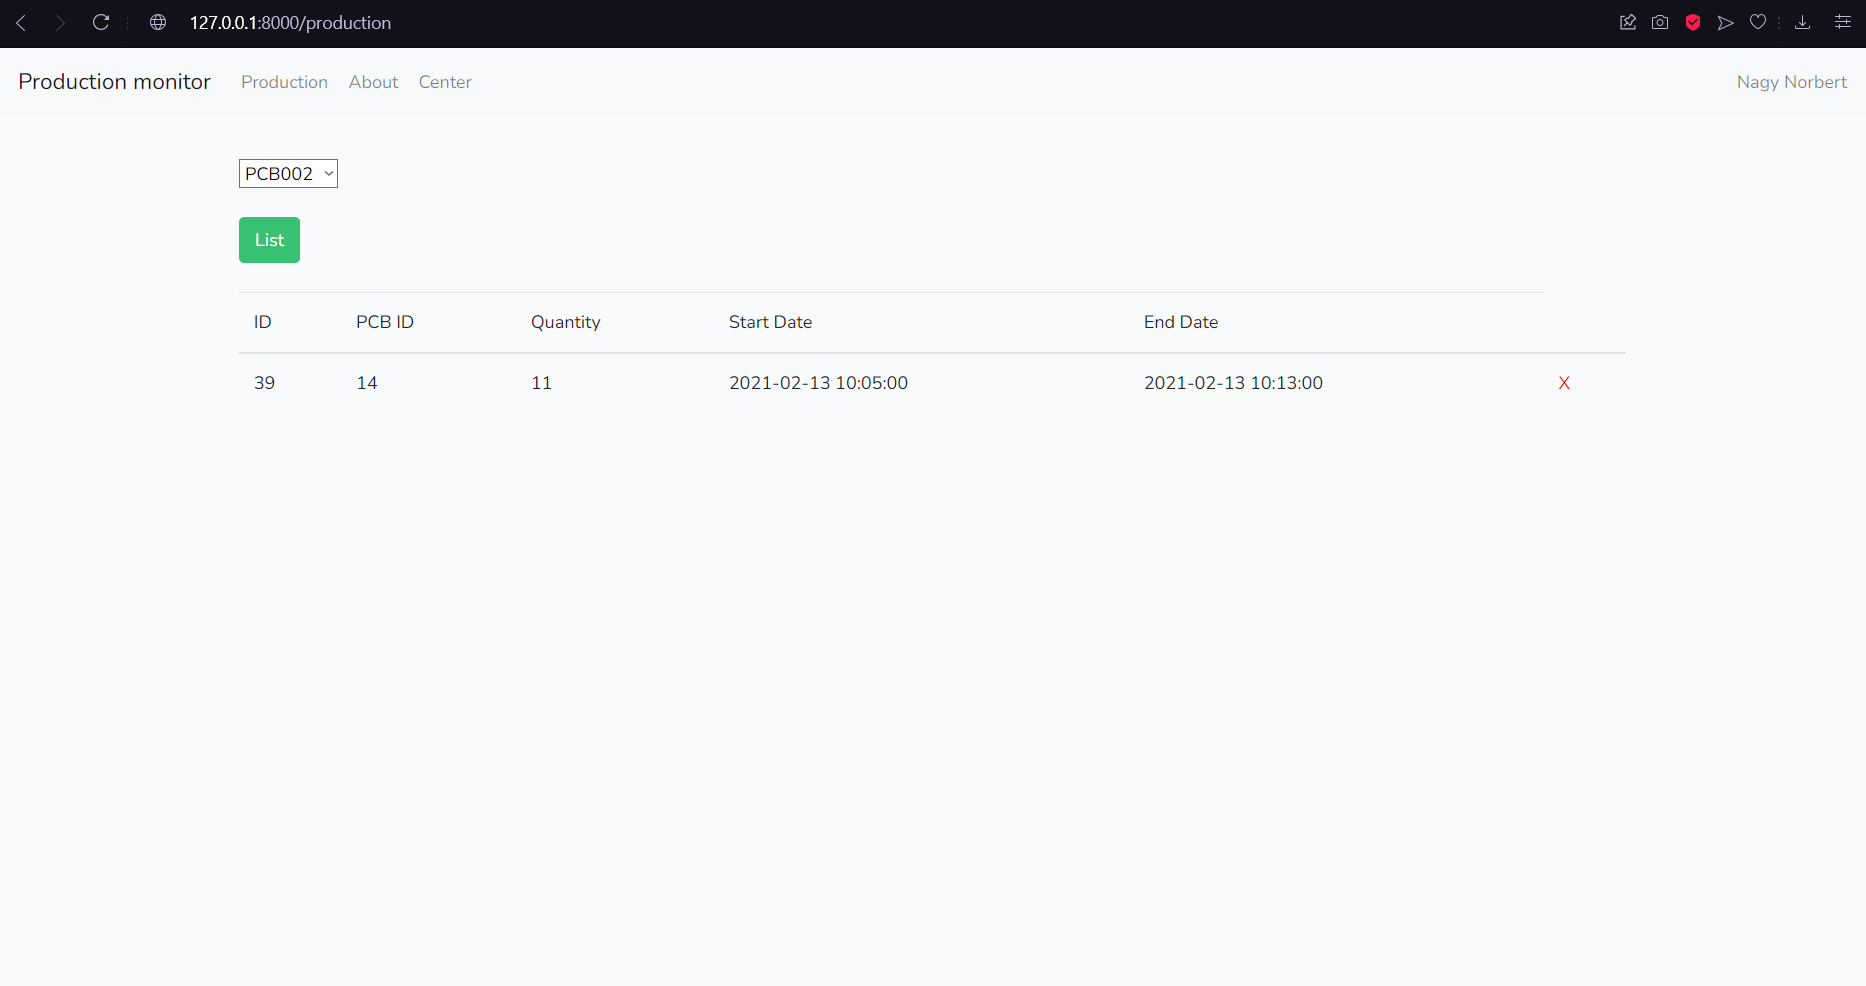 127.0.0.1:8000/production
Production monitor Production About Center Nagy Norbert
PCB002
List
ID PCB ID Quantity Start Date End Date
39 14 11 2021-02-13 10:05:00 2021-02-13 10:13:00 X